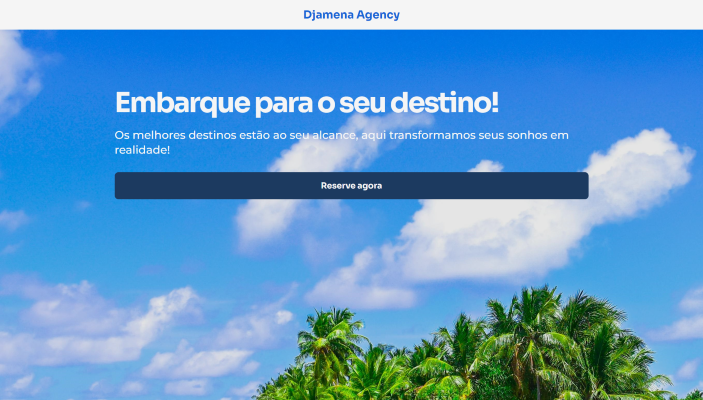 Djamena Agency
Embarque para o seu destino!
Os melhores destinos estão ao seu alcance, aqui transformamos seus sonhos em
realidade!
Reserve agora